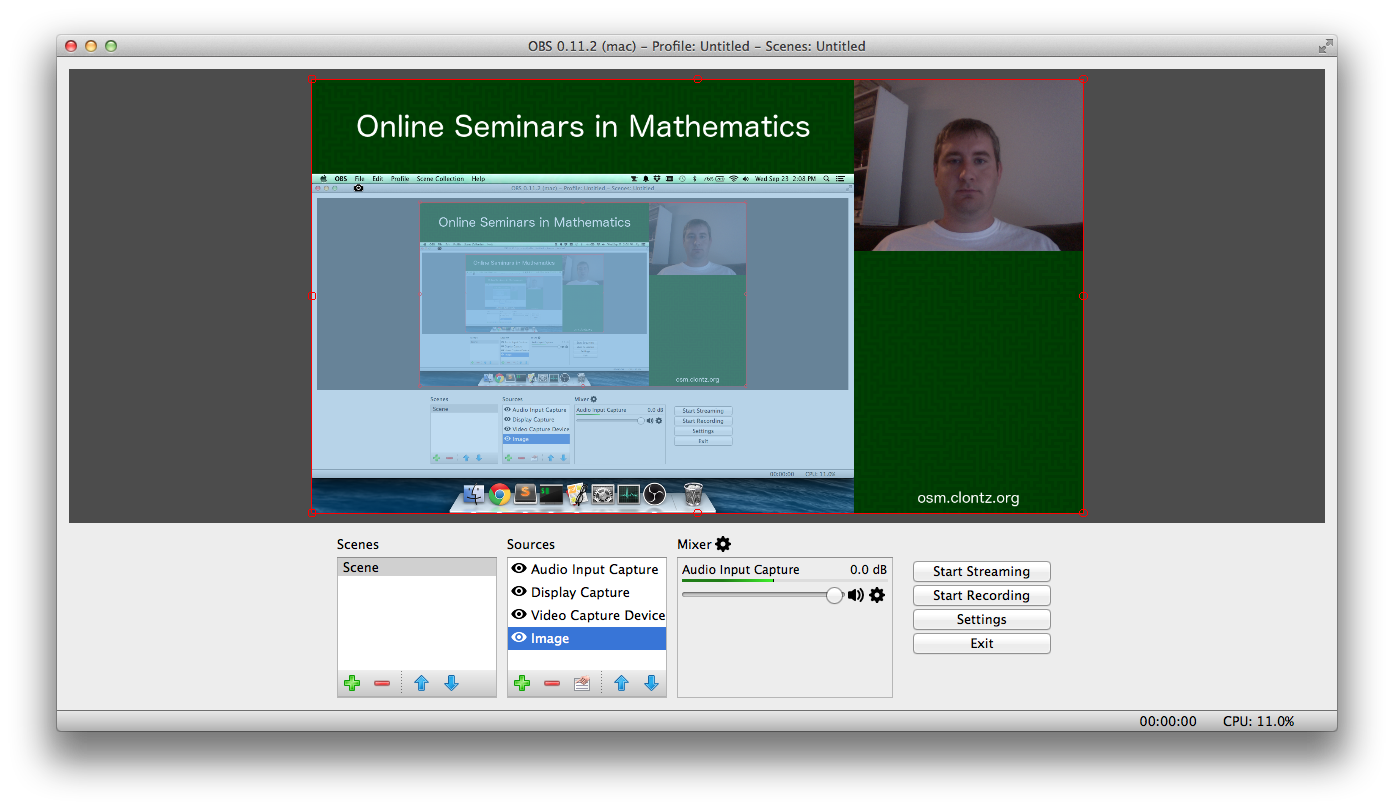 OBS 0.11.2 (mac) – Profile: Untitled – Scenes: Untitled
Online Seminars in Mathematics
OBS File Edit Profile Scene Collection Help Wed Sep 23 2:08 PM
OBS 0.11.2 (mac) – Profile: Untitled – Scenes: Untitled
Online Seminars in Mathematics
Online Seminars in Mathematics
osm.clontz.org
Scenes Sources Mixer
Scene Audio Input Capture Audio Input Capture 0.0 dB
Display Capture
Video Capture Device
Image
Start Streaming
Start Recording
Settings
Exit
00:00:00 CPU: 11.0%
osm.clontz.org
Scenes Sources Mixer
Scene
Audio Input Capture
Display Capture
Video Capture Device
Image
Audio Input Capture 0.0 dB
Start Streaming
Start Recording
Settings
Exit
00:00:00 CPU: 11.0%